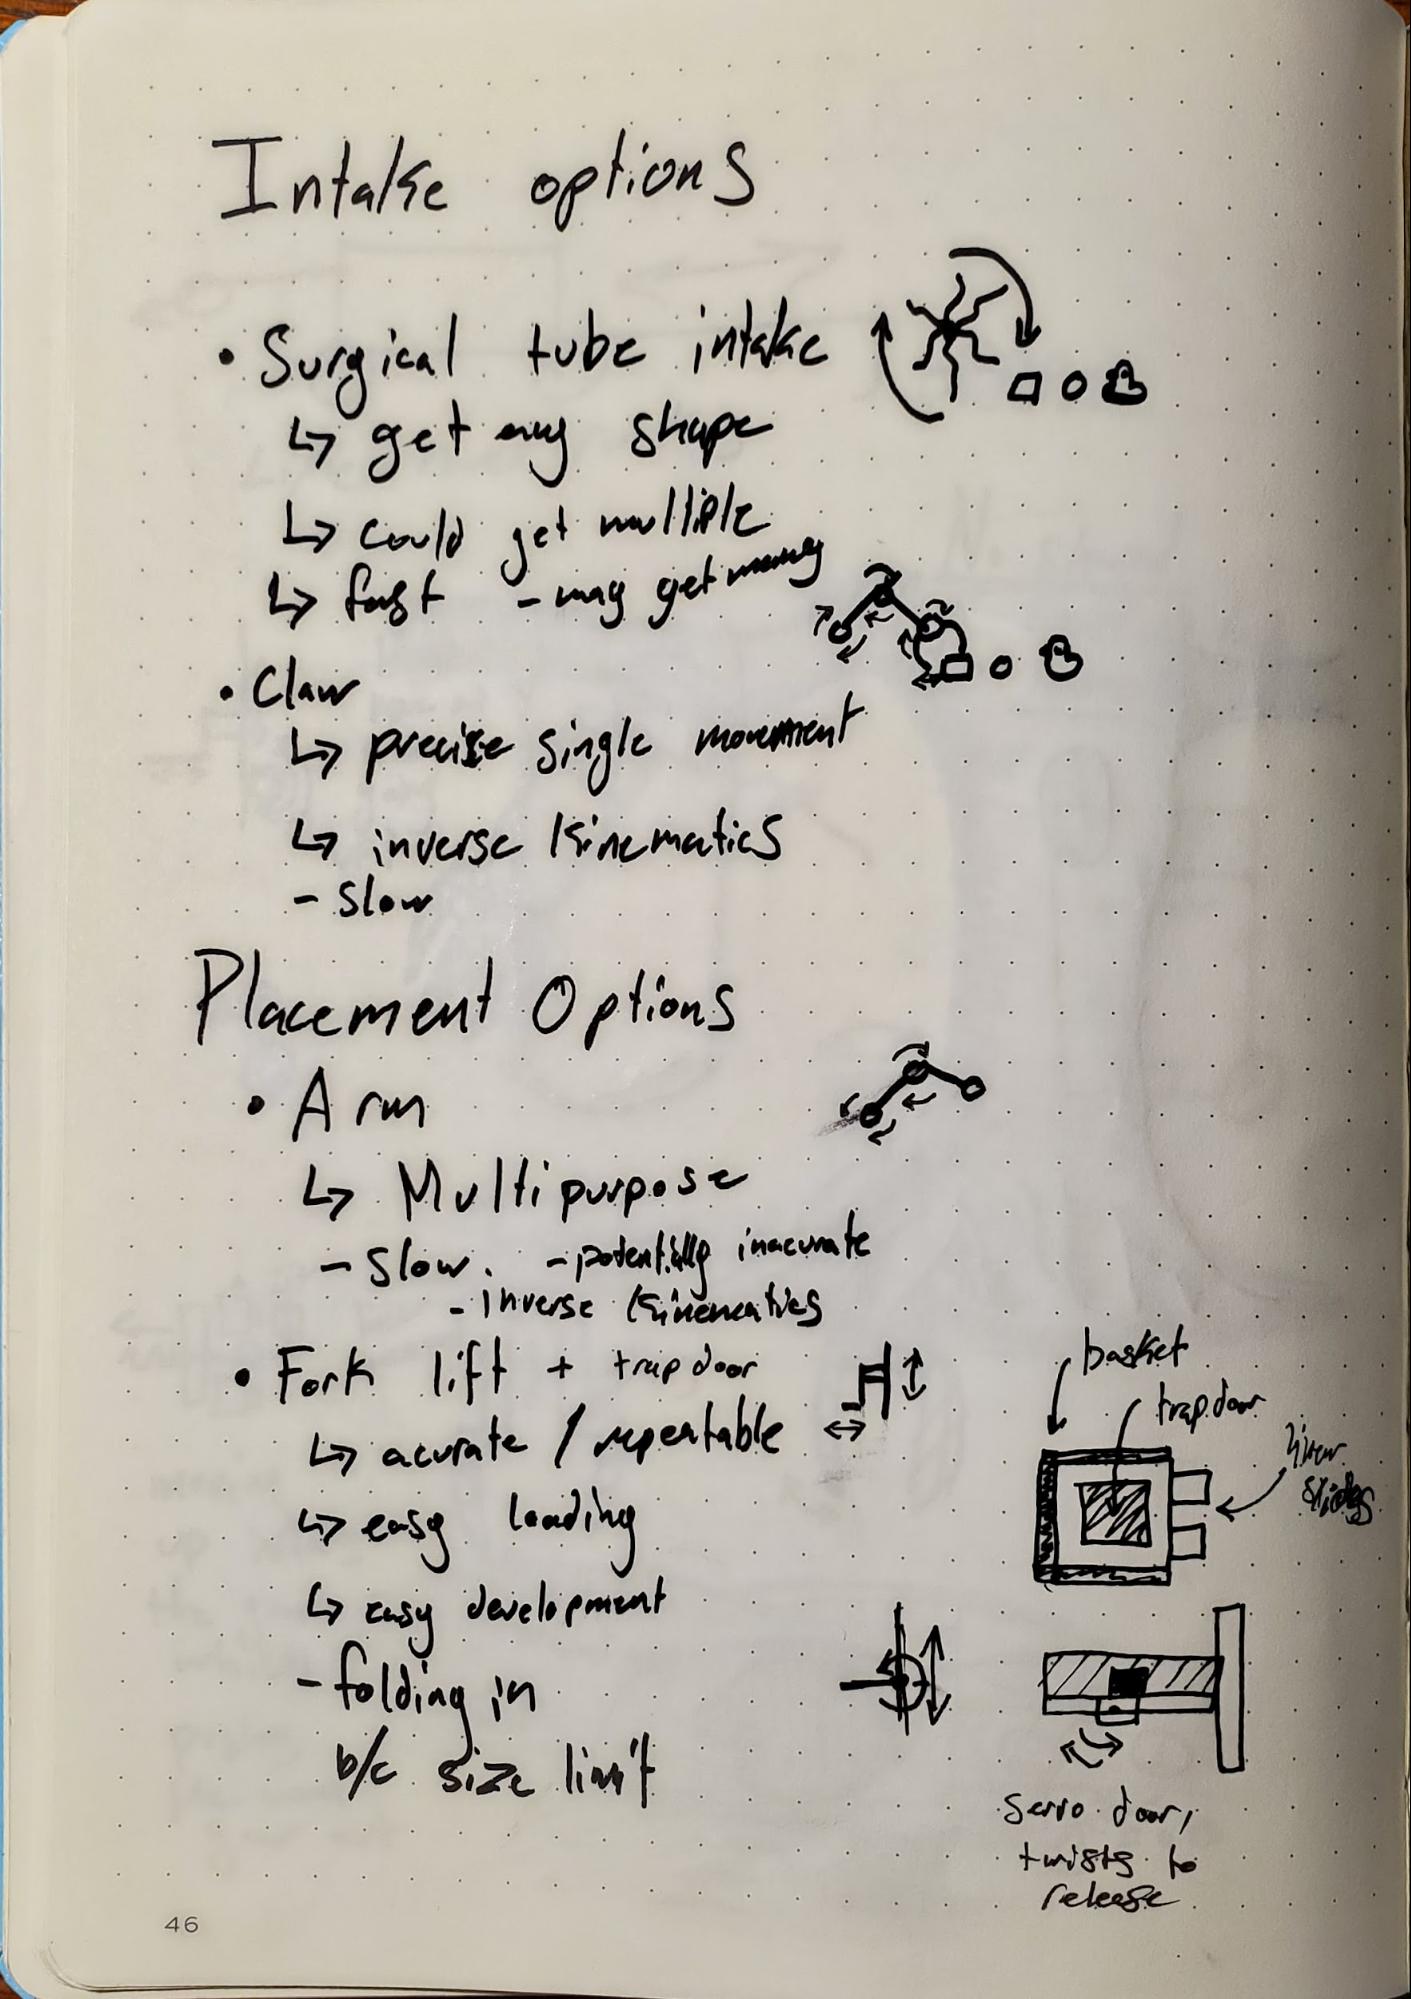 Intake options
• Surgical tube intake
↳ get any shape
↳ could get multiple
↳ fast - may get many
• Claw
↳ precise single movement
↳ inverse kinematics
- slow
Placement Options
• Arm
↳ Multipurpose
- slow. - potentially inacurate
- inverse kinematics
• Fork lift + trapdoor
↳ acurate / repeatable
↳ easy loading
↳ easy development
- folding in
b/c size limit
basket
trapdoor
linear
slides
servo door,
twists to
release
46